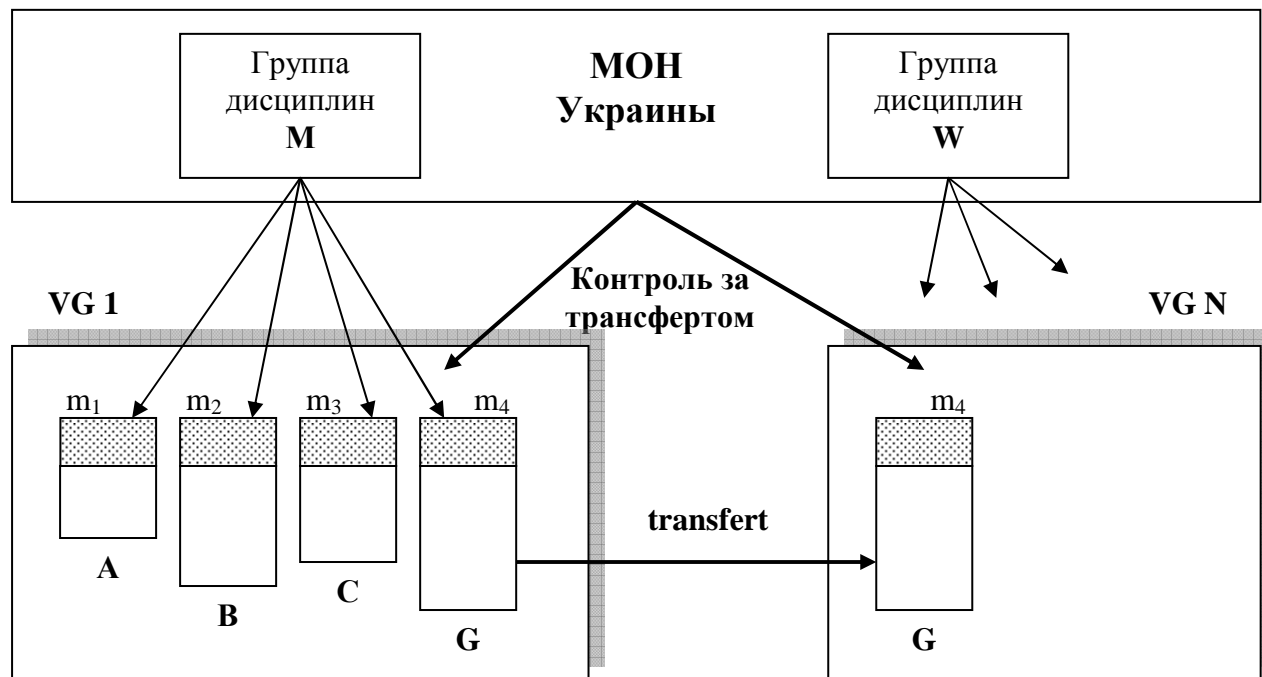 Группа
дисциплин
M
МОН
Украины
Группа
дисциплин
W
VG 1
Контроль за
трансфертом
VG N
m₁
m₂
m₃
m₄
m₄
transfert
A
B
C
G
G